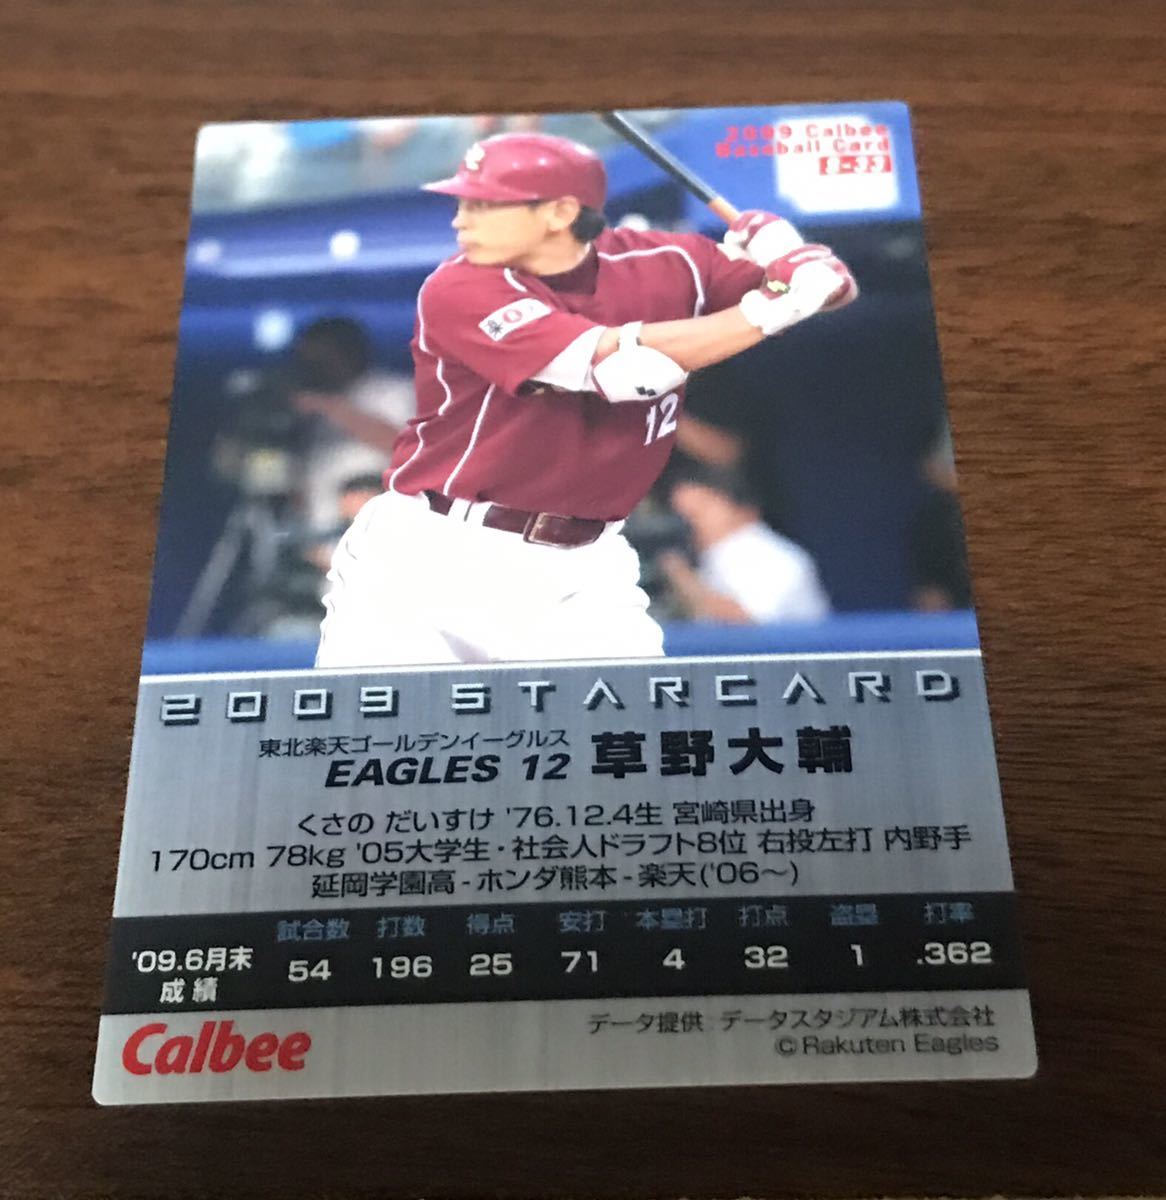 2009 Calbee
Baseball Card
S-33
12
2009 STARCARD
東北楽天ゴールデンイーグルス
EAGLES 12 草野大輔
くさの だいすけ '76.12.4生 宮崎県出身
170cm 78kg '05大学生・社会人ドラフト8位 右投左打 内野手
延岡学園高-ホンダ熊本-楽天('06〜)
試合数 打数 得点 安打 本塁打 打点 盗塁 打率
'09.6月末成績 54 196 25 71 4 32 1 .362
Calbee
データ提供:データスタジアム株式会社
©Rakuten Eagles